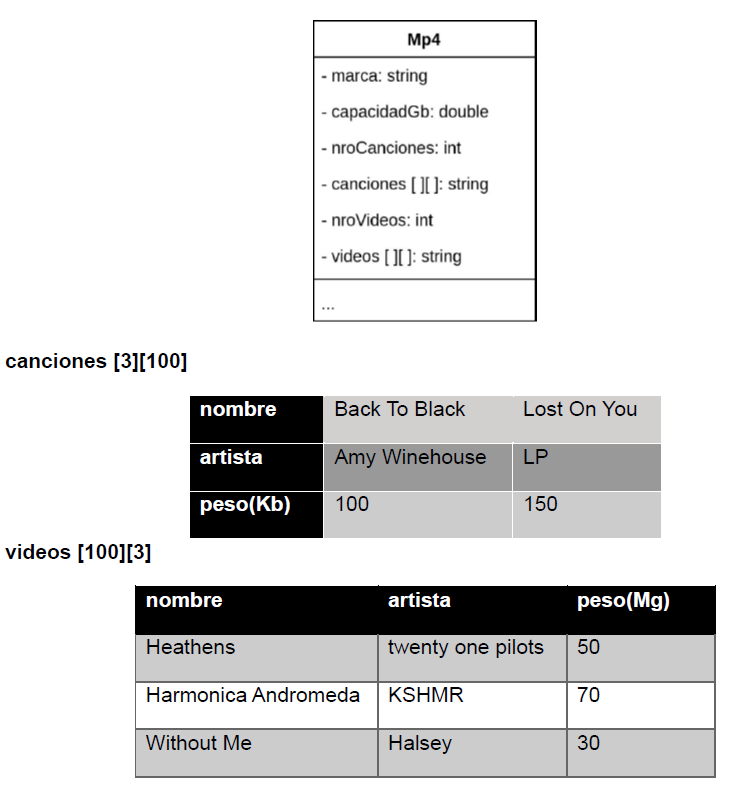 Mp4
- marca: string
- capacidadGb: double
- nroCanciones: int
- canciones [ ][ ]: string
- nroVideos: int
- videos [ ][ ]: string
...
canciones [3][100]
nombre Back To Black Lost On You
artista Amy Winehouse LP
peso(Kb) 100 150
videos [100][3]
nombre artista peso(Mg)
Heathens twenty one pilots 50
Harmonica Andromeda KSHMR 70
Without Me Halsey 30